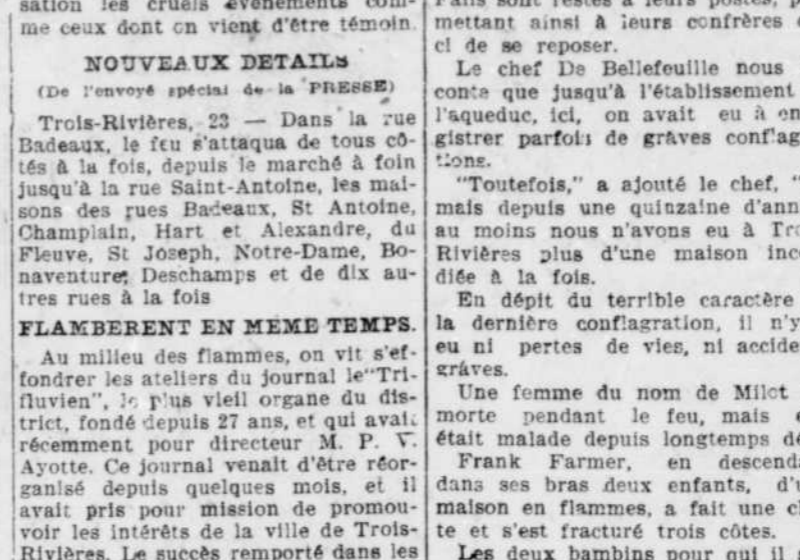 sation les cruels évènements com-
me ceux dont on vient d'être témoin.
NOUVEAUX DETAILS
(De l'envoyé spécial de la PRESSE)
Trois-Rivières, 23 — Dans la rue
Badeaux, le feu s'attaqua de tous cô-
tés à la fois, depuis le marché à foin
jusqu'à la rue Saint-Antoine, les mai-
sons des rues Badeaux, St Antoine,
Champlain, Hart et Alexandre, du
Fleuve, St Joseph, Notre-Dame, Bo-
naventure, Deschamps et de dix au-
tres rues à la fois
FLAMBERENT EN MEME TEMPS.
Au milieu des flammes, on vit s'ef-
fondrer les ateliers du journal le "Tri-
fluvien", le plus vieil organe du dis-
trict, fondé depuis 27 ans, et qui avait
récemment pour directeur M. P. V.
Ayotte. Ce journal venait d'être réor-
ganisé depuis quelques mois, et il
avait pris pour mission de promou-
voir les intérêts de la ville de Trois-
Rivières. Le succès remporté dans les
sont restés à leurs postes,
mettant ainsi à leurs confrères
ci de se reposer.
Le chef De Bellefeuille nous
conte que jusqu'à l'établissement
l'aqueduc, ici, on avait eu à en
gistrer parfois de graves conflag
tions.
"Toutefois," a ajouté le chef, "
mais depuis une quinzaine d'ann
au moins nous n'avons eu à Tro
Rivières plus d'une maison ince
diée à la fois.
En dépit du terrible caractère
la dernière conflagration, il n'y
eu ni pertes de vies, ni accide
graves.
Une femme du nom de Milot
morte pendant le feu, mais e
était malade depuis longtemps dé
Frank Farmer, en descenda
dans ses bras deux enfants, d'u
maison en flammes, a fait une c
te et s'est fracturé trois côtes.
Les deux bambins pour qui il